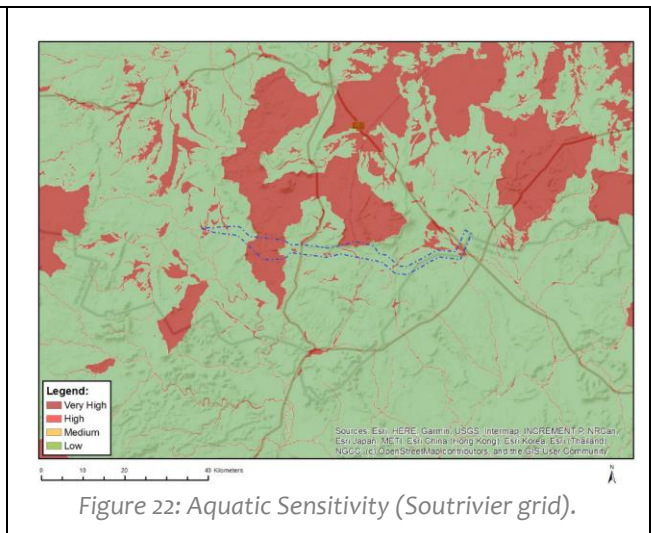 Legend:
Very High
High
Medium
Low
Sources: Esri, HERE, Garmin, USGS, Intermap, INCREMENT P, NRCan,
Esri Japan, METI, Esri China (Hong Kong), Esri Korea, Esri (Thailand),
NGCC, (c) OpenStreetMap contributors, and the GIS User Community
0 10 20 40 Kilometers
N
Figure 22: Aquatic Sensitivity (Soutrivier grid).